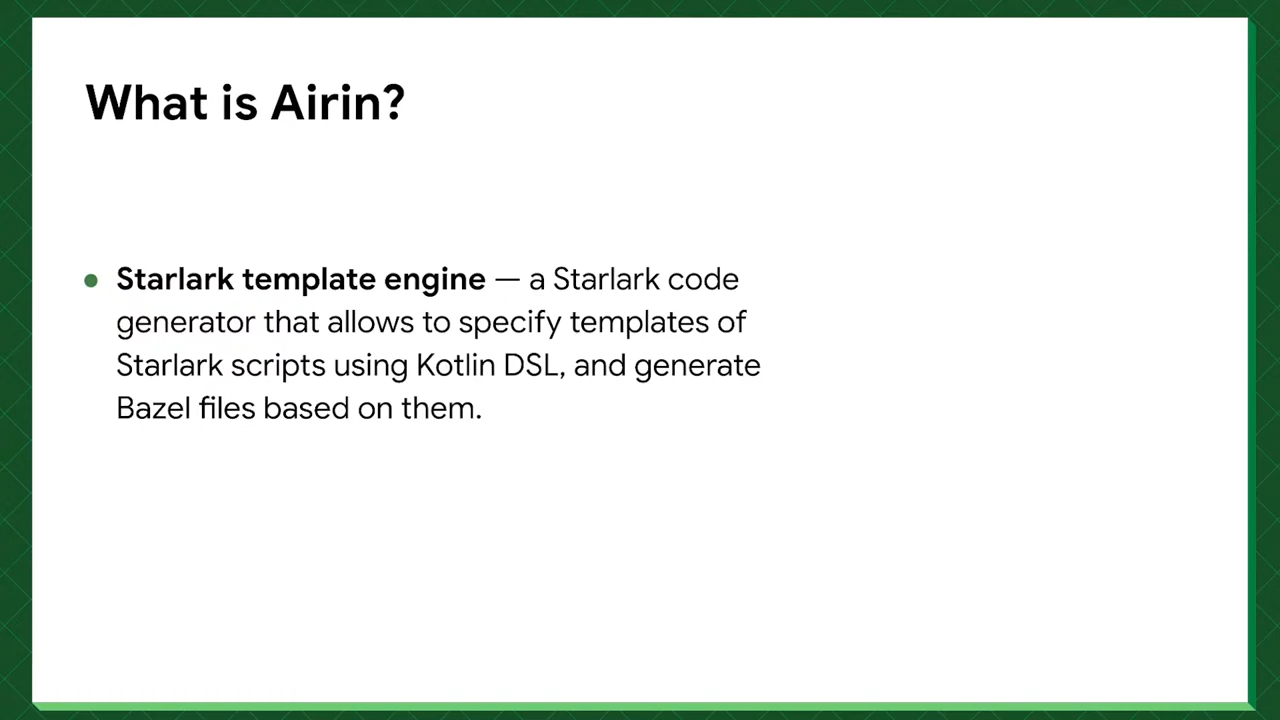 What is Airin?
● Starlark template engine — a Starlark code
generator that allows to specify templates of
Starlark scripts using Kotlin DSL, and generate
Bazel files based on them.